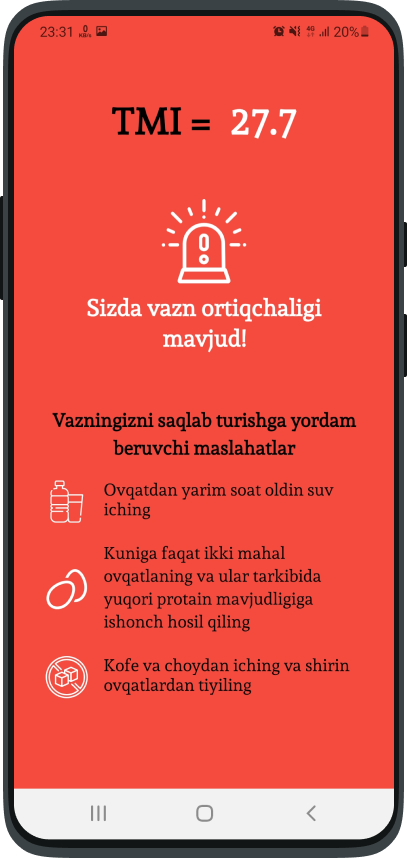 23:31 0 KB/s 4G 20%
TMI = 27.7
Sizda vazn ortiqchaligi
mavjud!
Vazningizni saqlab turishga yordam
beruvchi maslahatlar
Ovqatdan yarim soat oldin suv
iching
Kuniga faqat ikki mahal
ovqatlaning va ular tarkibida
yuqori protain mavjudligiga
ishonch hosil qiling
Kofe va choydan iching va shirin
ovqatlardan tiyiling